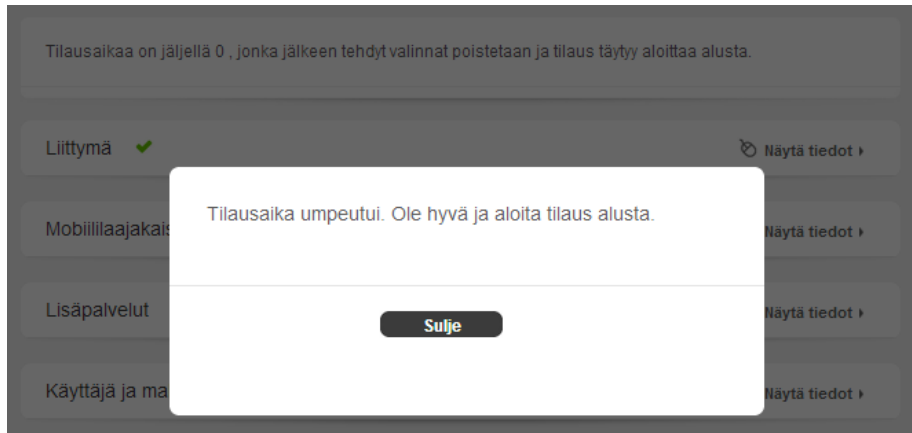 Tilausaikaa on jäljellä 0 , jonka jälkeen tehdyt valinnat poistetaan ja tilaus täytyy aloittaa alusta.
Liittymä Näytä tiedot
Tilausaika umpeutui. Ole hyvä ja aloita tilaus alusta.
Mobiililaajakais Näytä tiedot
Lisäpalvelut Näytä tiedot
Sulje
Käyttäjä ja ma Näytä tiedot